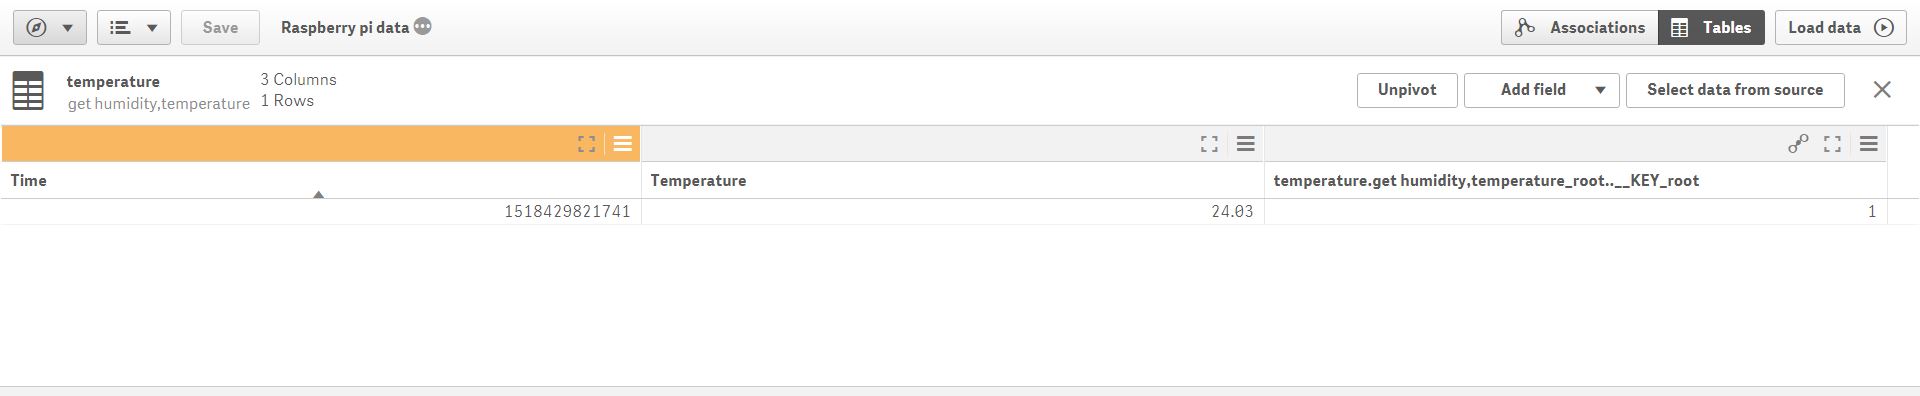 Save
Raspberry pi data
Associations
Tables
Load data
temperature
get humidity,temperature
3 Columns
1 Rows
Unpivot
Add field
Select data from source
Time
Temperature
temperature.get humidity,temperature_root..__KEY_root
1518429821741
24.03
1